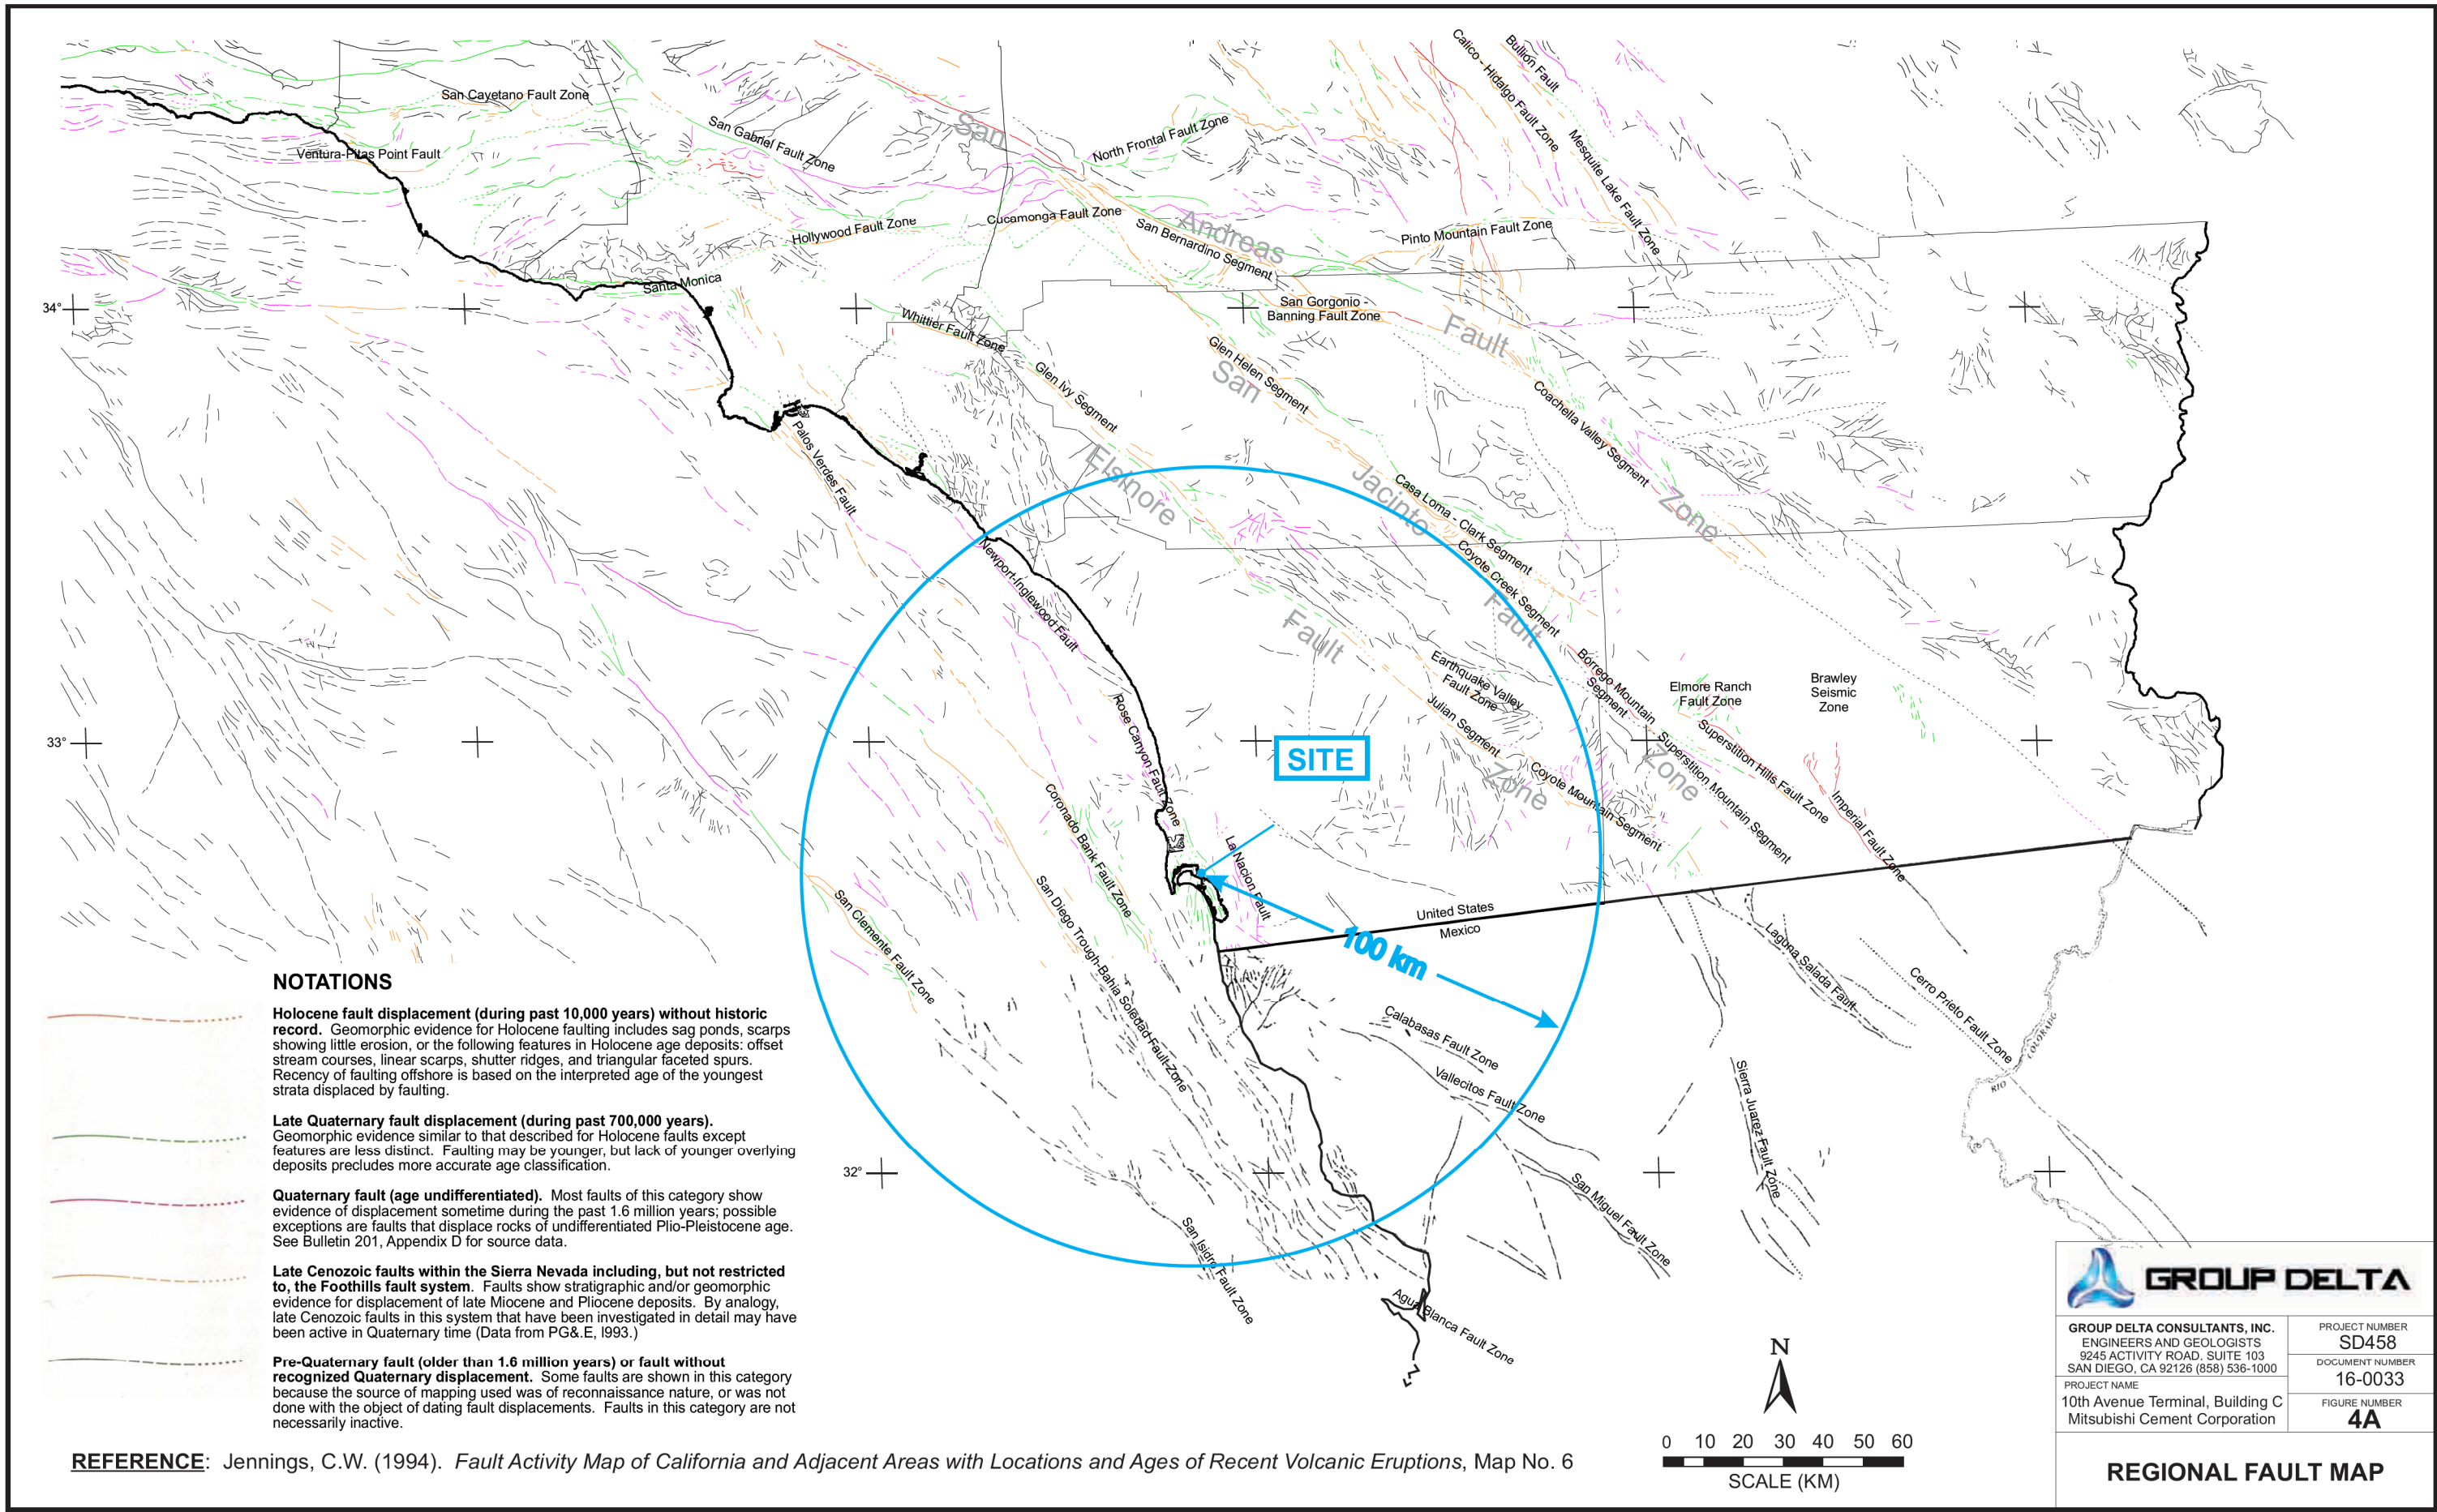 San Cayetano Fault Zone
Ventura-Pitas Point Fault
San Gabriel Fault Zone
San
Andreas
Fault
Zone
North Frontal Fault Zone
Calico - Hidalgo Fault Zone
Bullion Fault
Mesquite Lake Fault Zone
Hollywood Fault Zone
Cucamonga Fault Zone
San Bernardino Segment
Pinto Mountain Fault Zone
Santa Monica
34°
Whittier Fault Zone
San Gorgonio -
Banning Fault Zone
Glen Ivy Segment
Glen Helen Segment
San
Jacinto
Fault
Zone
Coachella Valley Segment
Palos Verdes Fault
Elsinore
Fault
Zone
Casa Loma - Clark Segment
Coyote Creek Segment
Newport-Inglewood Fault
Earthquake Valley
Fault Zone
Julian Segment
Borrego Mountain
Segment
Elmore Ranch
Fault Zone
Brawley
Seismic
Zone
Rose Canyon Fault Zone
33°
SITE
Superstition Hills Fault Zone
Superstition Mountain Segment
Coyote Mountain Segment
Imperial Fault Zone
Coronado Bank Fault Zone
La Nacion Fault
San Diego Trough-Bahia Soledad Fault Zone
San Clemente Fault Zone
United States
Mexico
100 km
Laguna Salada Fault
Cerro Prieto Fault Zone
Calabasas Fault Zone
Vallecitos Fault Zone
Sierra Juarez Fault Zone
RIO
COLORADO
32°
San Miguel Fault Zone
San Isidro Fault Zone
Agua Blanca Fault Zone
NOTATIONS
Holocene fault displacement (during past 10,000 years) without historic
record. Geomorphic evidence for Holocene faulting includes sag ponds, scarps
showing little erosion, or the following features in Holocene age deposits: offset
stream courses, linear scarps, shutter ridges, and triangular faceted spurs.
Recency of faulting offshore is based on the interpreted age of the youngest
strata displaced by faulting.
Late Quaternary fault displacement (during past 700,000 years).
Geomorphic evidence similar to that described for Holocene faults except
features are less distinct. Faulting may be younger, but lack of younger overlying
deposits precludes more accurate age classification.
Quaternary fault (age undifferentiated). Most faults of this category show
evidence of displacement sometime during the past 1.6 million years; possible
exceptions are faults that displace rocks of undifferentiated Plio-Pleistocene age.
See Bulletin 201, Appendix D for source data.
Late Cenozoic faults within the Sierra Nevada including, but not restricted
to, the Foothills fault system. Faults show stratigraphic and/or geomorphic
evidence for displacement of late Miocene and Pliocene deposits. By analogy,
late Cenozoic faults in this system that have been investigated in detail may have
been active in Quaternary time (Data from PG&.E, l993.)
Pre-Quaternary fault (older than 1.6 million years) or fault without
recognized Quaternary displacement. Some faults are shown in this category
because the source of mapping used was of reconnaissance nature, or was not
done with the object of dating fault displacements. Faults in this category are not
necessarily inactive.
REFERENCE: Jennings, C.W. (1994). Fault Activity Map of California and Adjacent Areas with Locations and Ages of Recent Volcanic Eruptions, Map No. 6
N
0 10 20 30 40 50 60
SCALE (KM)
GROUP DELTA
GROUP DELTA CONSULTANTS, INC.
ENGINEERS AND GEOLOGISTS
9245 ACTIVITY ROAD, SUITE 103
SAN DIEGO, CA 92126 (858) 536-1000
PROJECT NUMBER
SD458
DOCUMENT NUMBER
16-0033
PROJECT NAME
10th Avenue Terminal, Building C
Mitsubishi Cement Corporation
FIGURE NUMBER
4A
REGIONAL FAULT MAP